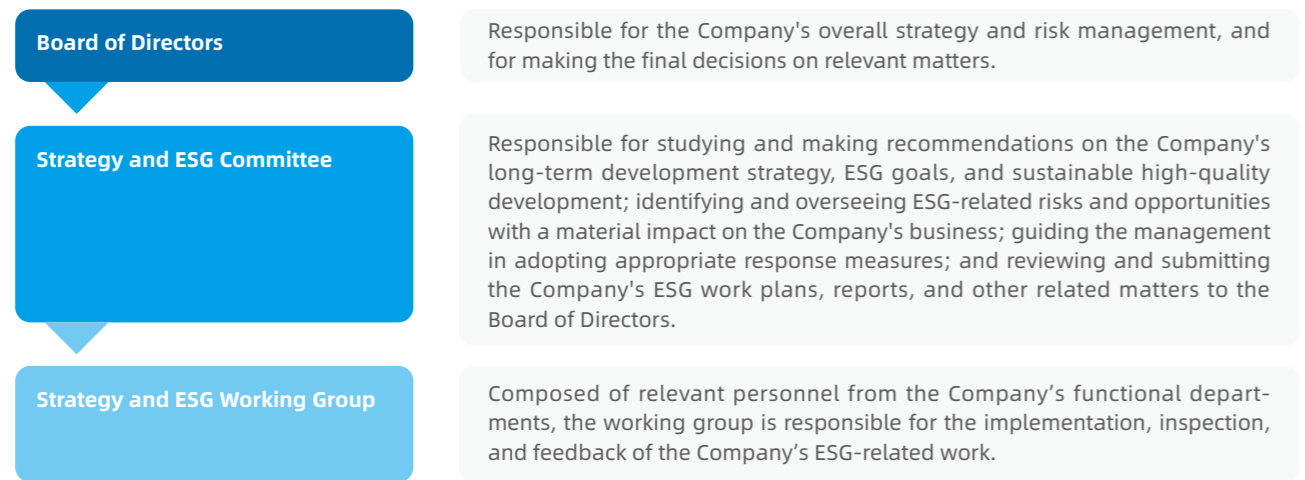 Board of Directors
Responsible for the Company's overall strategy and risk management, and
for making the final decisions on relevant matters.
Strategy and ESG Committee
Responsible for studying and making recommendations on the Company's
long-term development strategy, ESG goals, and sustainable high-quality
development; identifying and overseeing ESG-related risks and opportunities
with a material impact on the Company's business; guiding the management
in adopting appropriate response measures; and reviewing and submitting
the Company's ESG work plans, reports, and other related matters to the
Board of Directors.
Strategy and ESG Working Group
Composed of relevant personnel from the Company’s functional depart-
ments, the working group is responsible for the implementation, inspection,
and feedback of the Company’s ESG-related work.